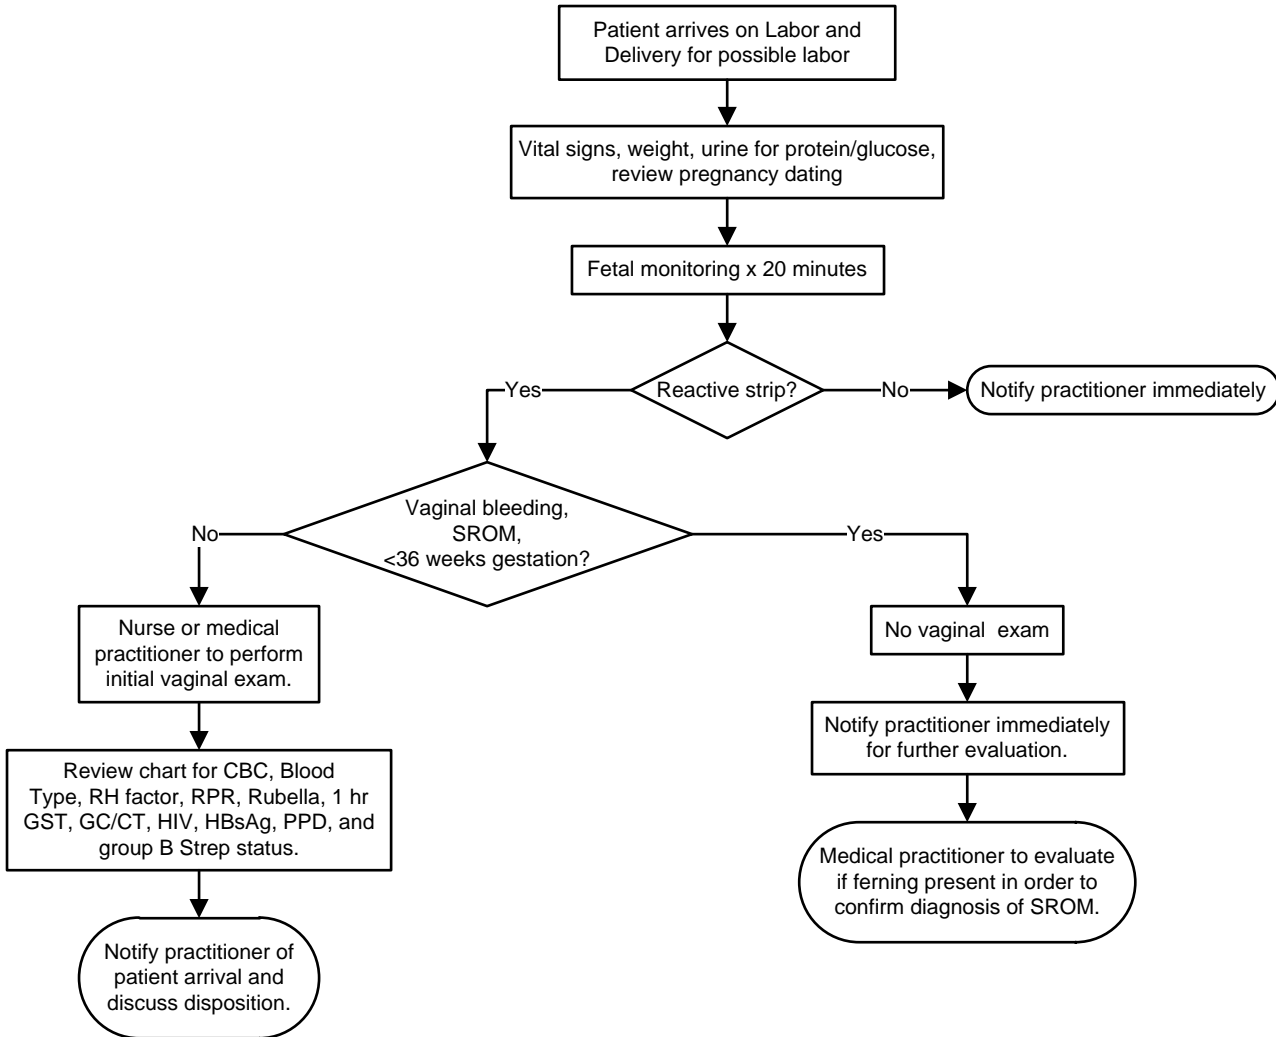 Patient arrives on Labor and
Delivery for possible labor
Vital signs, weight, urine for protein/glucose,
review pregnancy dating
Fetal monitoring x 20 minutes
Reactive strip?
Yes
No
Notify practitioner immediately
Vaginal bleeding,
SROM,
<36 weeks gestation?
No
Yes
Nurse or medical
practitioner to perform
initial vaginal exam.
No vaginal  exam
Notify practitioner immediately
for further evaluation.
Review chart for CBC, Blood
Type, RH factor, RPR, Rubella, 1 hr
GST, GC/CT, HIV, HBsAg, PPD, and
group B Strep status.
Medical practitioner to evaluate
if ferning present in order to
confirm diagnosis of SROM.
Notify practitioner of
patient arrival and
discuss disposition.